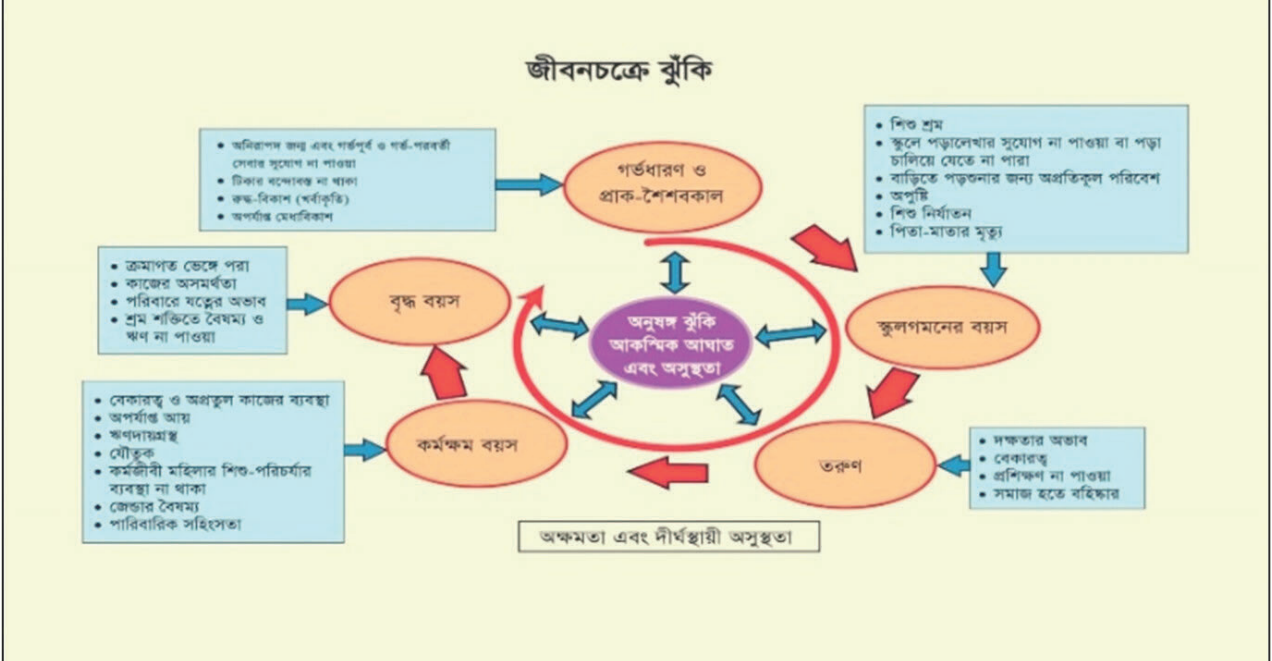 জীবনচক্রে ঝুঁকি
• অনিরাপদ জন্ম এবং গর্ভপূর্ব ও গর্ভ-পরবর্তী
সেবার সুযোগ না পাওয়া
• টিকার বন্দোবস্ত না থাকা
• রুদ্ধ-বিকাশ (খর্বাকৃতি)
• অপর্যাপ্ত মেধাবিকাশ
গর্ভধারণ ও
প্রাক-শৈশবকাল
• শিশু শ্রম
• স্কুলে পড়ালেখার সুযোগ না পাওয়া বা পড়া
চালিয়ে যেতে না পারা
• বাড়িতে পড়শুনার জন্য অপ্রতিকূল পরিবেশ
• অপুষ্টি
• শিশু নির্যাতন
• পিতা-মাতার মৃত্যু
• ক্রমাগত ভেঙ্গে পরা
• কাজের অসমর্থতা
• পরিবারে যত্নের অভাব
• শ্রম শক্তিতে বৈষম্য ও
ঋণ না পাওয়া
বৃদ্ধ বয়স
অনুষঙ্গ ঝুঁকি
আকস্মিক আঘাত
এবং অসুস্থতা
স্কুলগমনের বয়স
• বেকারত্ব ও অপ্রতুল কাজের ব্যবস্থা
• অপর্যাপ্ত আয়
• ঋণদায়গ্রস্থ
• যৌতুক
• কর্মজীবী মহিলার শিশু-পরিচর্যার
ব্যবস্থা না থাকা
• জেন্ডার বৈষম্য
• পারিবারিক সহিংসতা
কর্মক্ষম বয়স
তরুণ
• দক্ষতার অভাব
• বেকারত্ব
• প্রশিক্ষণ না পাওয়া
• সমাজ হতে বহিষ্কার
অক্ষমতা এবং দীর্ঘস্থায়ী অসুস্থতা